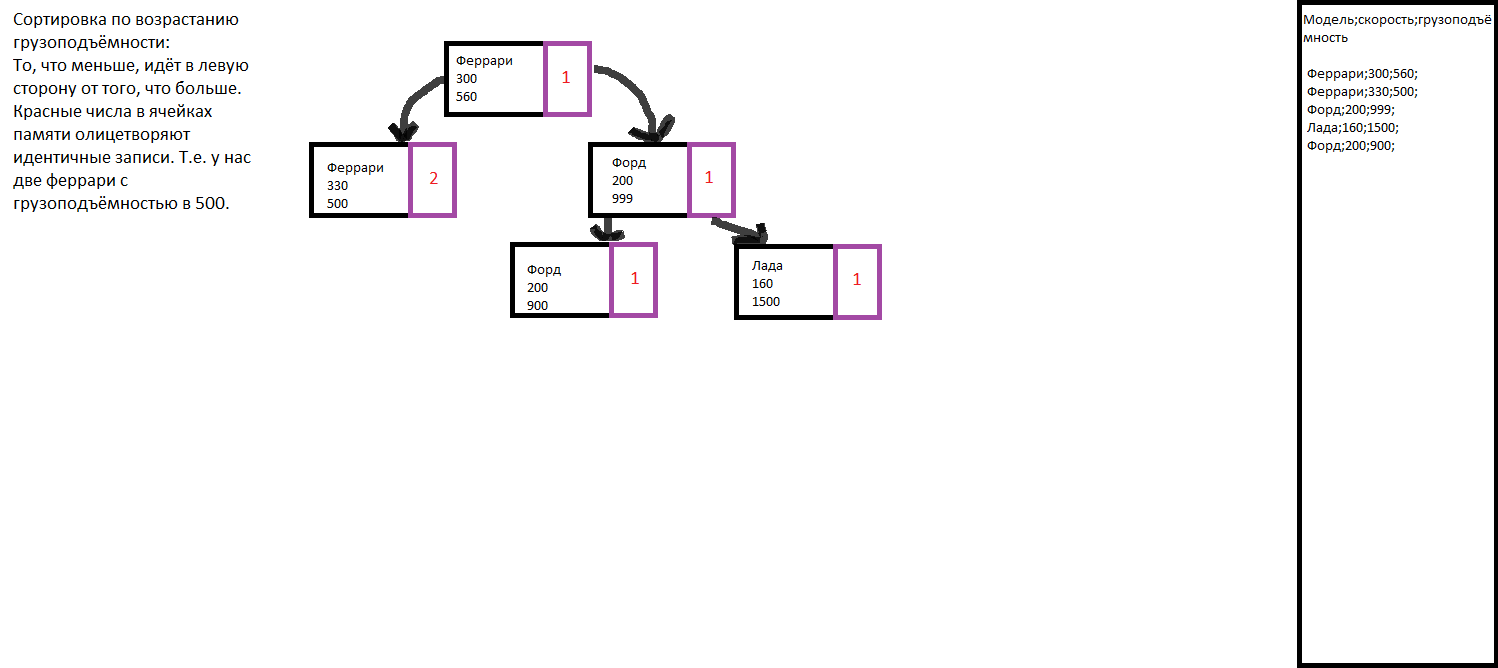 Сортировка по возрастанию
грузоподъёмности:
То, что меньше, идёт в левую
сторону от того, что больше.
Красные числа в ячейках
памяти олицетворяют
идентичные записи. Т.е. у нас
две феррари с
грузоподъёмностью в 500.
Феррари
300
560
1
Феррари
330
500
2
Форд
200
999
1
Форд
200
900
1
Лада
160
1500
1
Модель;скорость;грузоподъё
мность
Феррари;300;560;
Феррари;330;500;
Форд;200;999;
Лада;160;1500;
Форд;200;900;